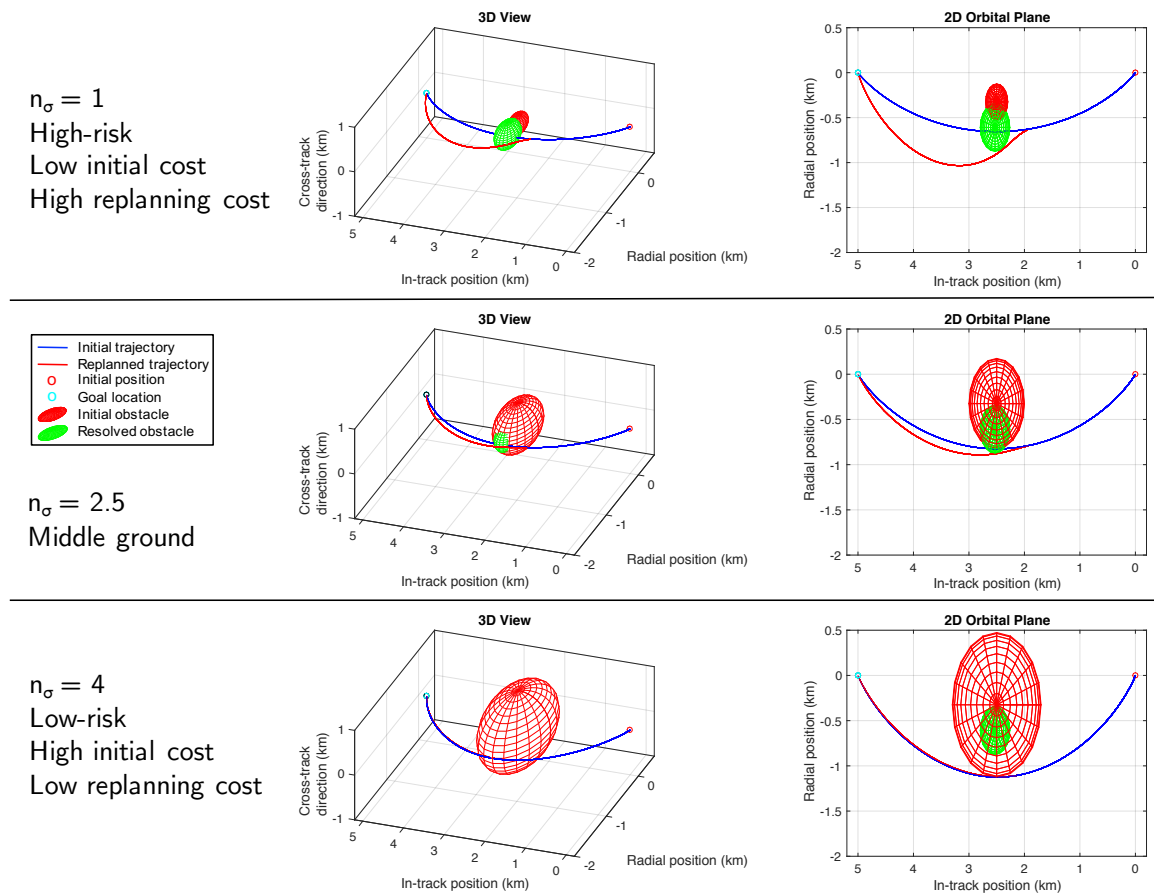 3D View
2D Orbital Plane
n_σ = 1
High-risk
Low initial cost
High replanning cost
Cross-track
direction (km)
1
0
-1
5
4
3
2
1
0
In-track position (km)
-2
-1
0
Radial position (km)
Radial position (km)
0.5
0
-0.5
-1
-1.5
-2
5
4
3
2
1
0
In-track position (km)
3D View
2D Orbital Plane
Initial trajectory
Replanned trajectory
Initial position
Goal location
Initial obstacle
Resolved obstacle
n_σ = 2.5
Middle ground
Cross-track
direction (km)
1
0
-1
5
4
3
2
1
0
In-track position (km)
-2
-1
0
Radial position (km)
Radial position (km)
0.5
0
-0.5
-1
-1.5
-2
5
4
3
2
1
0
In-track position (km)
3D View
2D Orbital Plane
n_σ = 4
Low-risk
High initial cost
Low replanning cost
Cross-track
direction (km)
1
0
-1
5
4
3
2
1
0
In-track position (km)
-2
-1
0
Radial position (km)
Radial position (km)
0.5
0
-0.5
-1
-1.5
-2
5
4
3
2
1
0
In-track position (km)